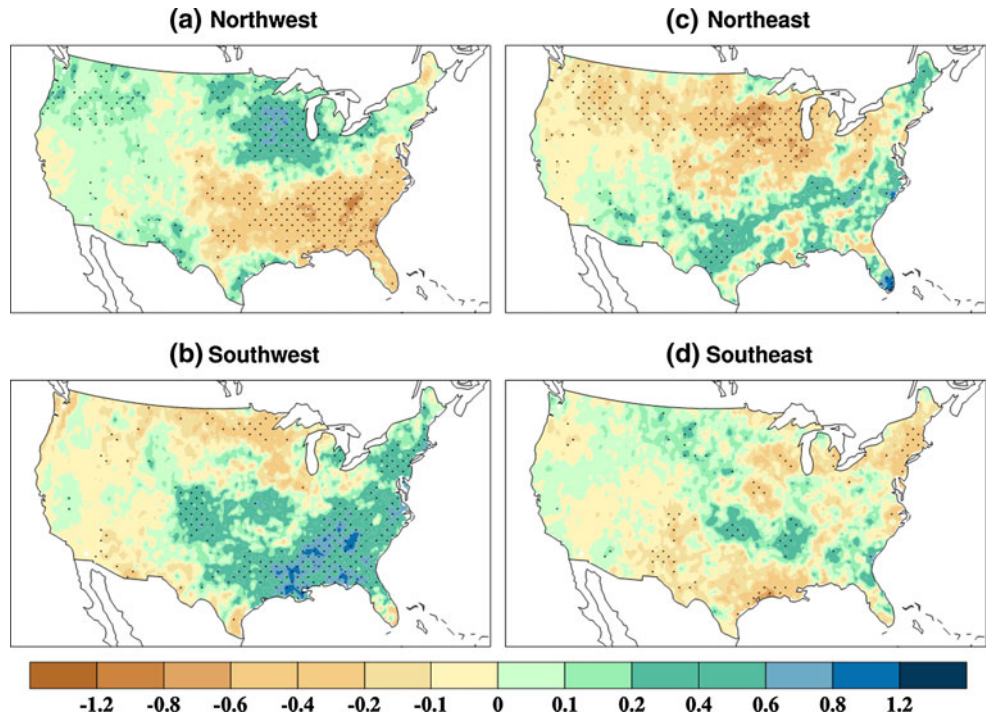 (a) Northwest
(c) Northeast
(b) Southwest
(d) Southeast
-1.2 -0.8 -0.6 -0.4 -0.2 -0.1 0 0.1 0.2 0.4 0.6 0.8 1.2